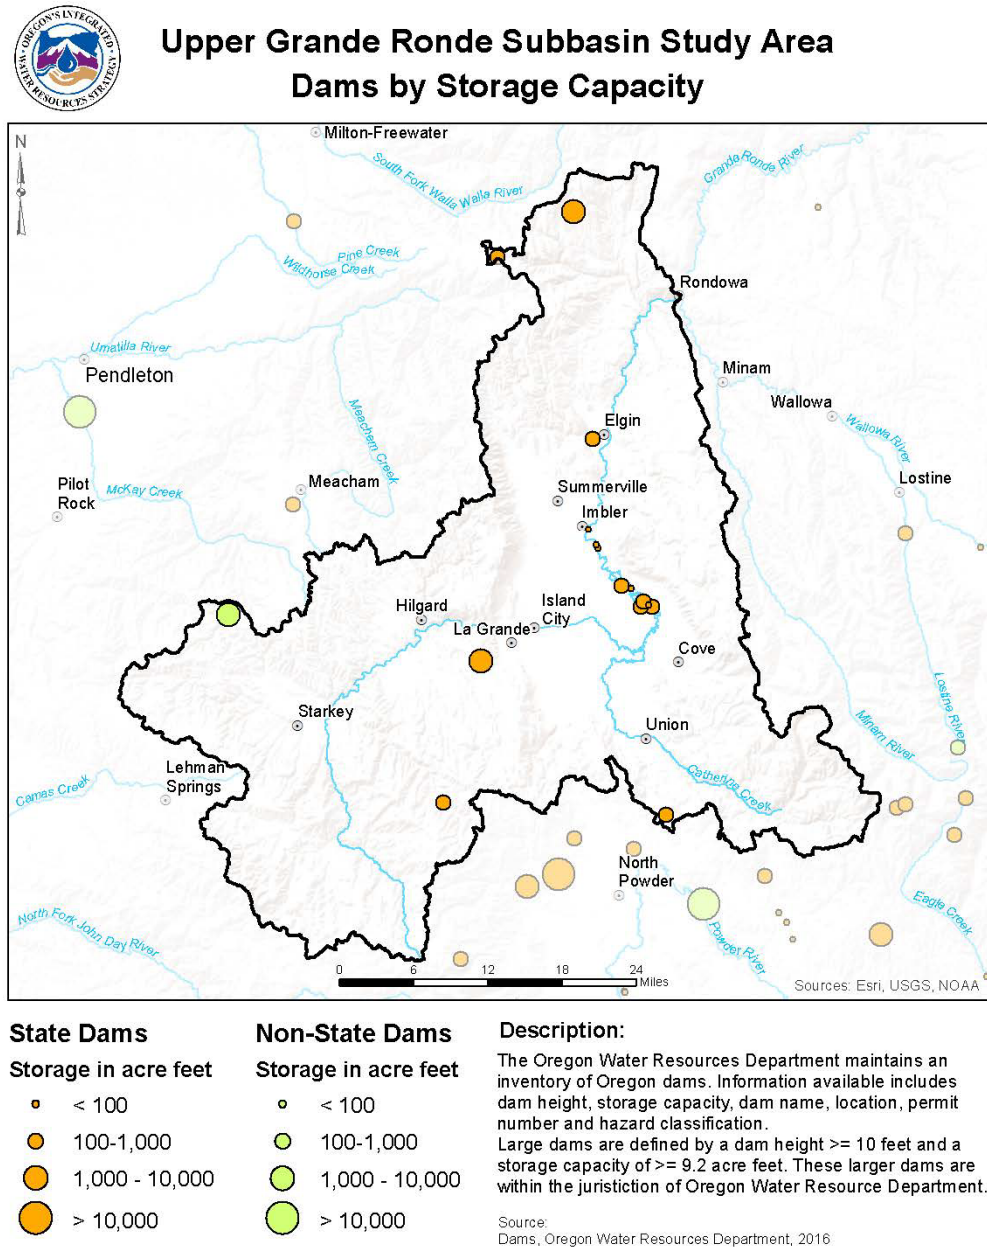 OREGON'S INTEGRATED
WATER RESOURCES STRATEGY
Upper Grande Ronde Subbasin Study Area
Dams by Storage Capacity
N
Milton-Freewater
South Fork Walla Walla River
Grande Ronde River
Pine Creek
Wildhorse Creek
Rondowa
Umatilla River
Pendleton
Minam
Wallowa
Meacham Creek
Elgin
Wallowa River
Pilot
Rock
McKay Creek
Meacham
Summerville
Lostine
Imbler
Hilgard
Island
City
La Grande
Cove
Starkey
Union
Lostine River
Minam River
Lehman
Springs
Camas Creek
Catherine Creek
North
Powder
Powder River
Eagle Creek
North Fork John Day River
0 6 12 18 24
Miles
Sources: Esri, USGS, NOAA
State Dams
Storage in acre feet
< 100
100-1,000
1,000 - 10,000
> 10,000
Non-State Dams
Storage in acre feet
< 100
100-1,000
1,000 - 10,000
> 10,000
Description:
The Oregon Water Resources Department maintains an
inventory of Oregon dams. Information available includes
dam height, storage capacity, dam name, location, permit
number and hazard classification.
Large dams are defined by a dam height >= 10 feet and a
storage capacity of >= 9.2 acre feet. These larger dams are
within the juristiction of Oregon Water Resource Department.
Source:
Dams, Oregon Water Resources Department, 2016